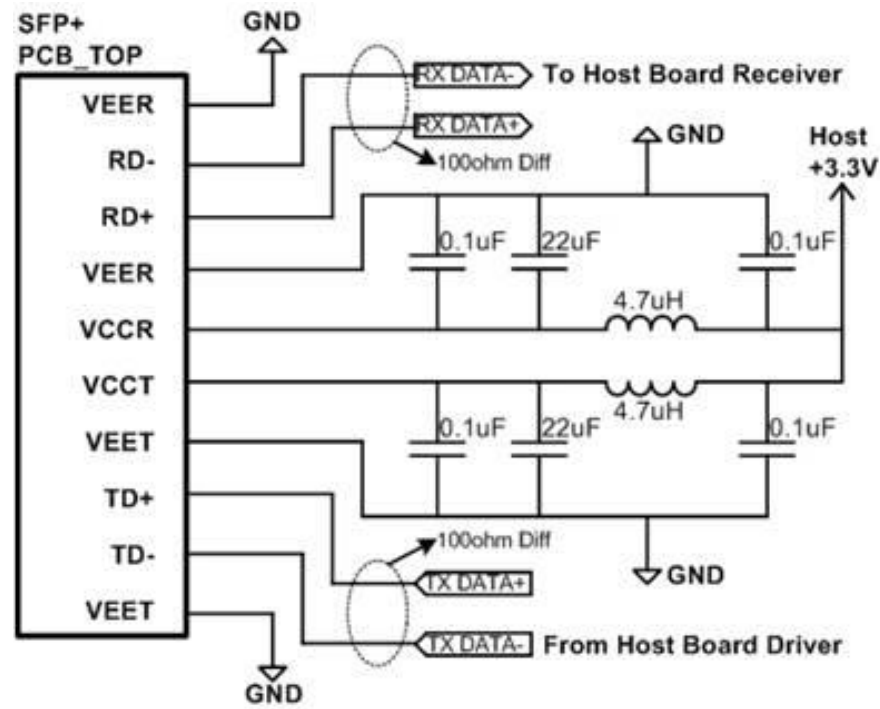 SFP+
PCB_TOP
GND
VEER
RD-
RD+
VEER
VCCR
VCCT
VEET
TD+
TD-
VEET
GND
RX DATA-
To Host Board Receiver
RX DATA+
100ohm Diff
GND
Host
+3.3V
0.1uF
22uF
0.1uF
4.7uH
4.7uH
0.1uF
22uF
0.1uF
100ohm Diff
GND
TX DATA+
TX DATA-
From Host Board Driver